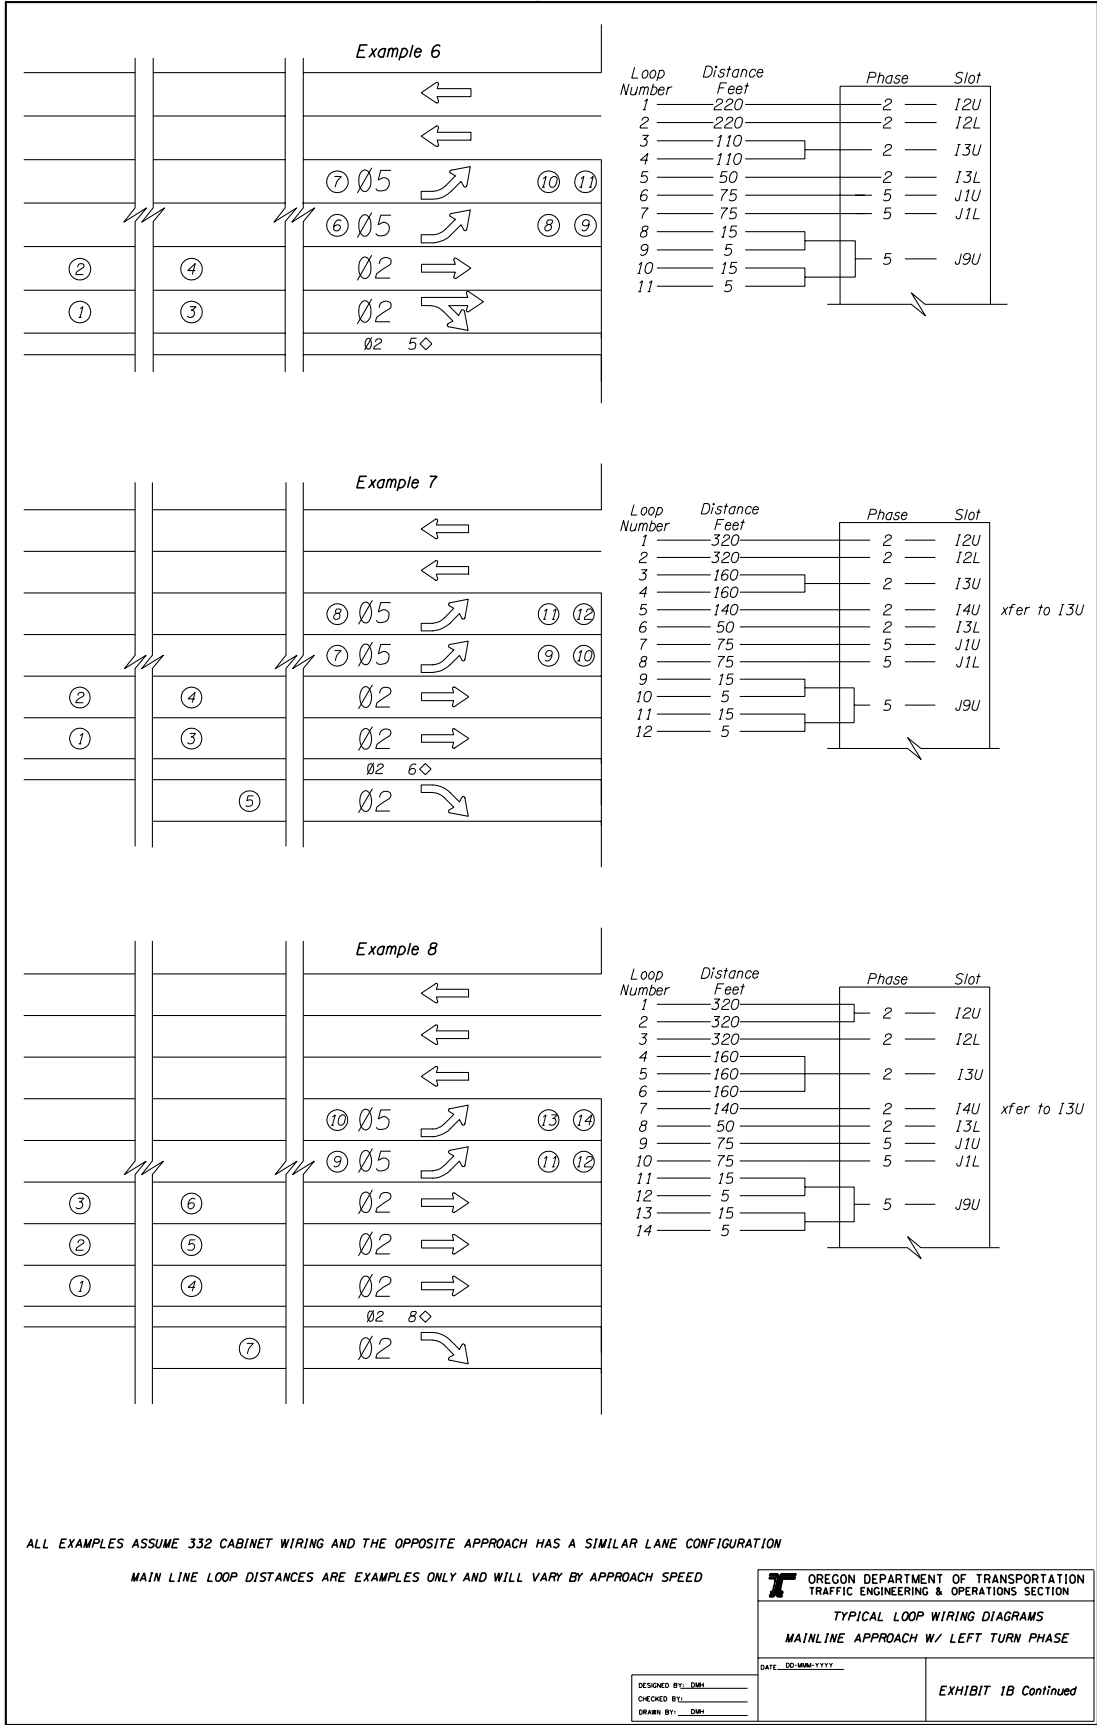 Example 6
Loop Number Distance Feet Phase Slot
1 220 2 I2U
2 220 2 I2L
3 110
2 I3U
4 110
5 50 2 I3L
6 75 5 J1U
7 75 5 J1L
8 15
9 5
5 J9U
10 15
11 5
7 Ø5 10 11
6 Ø5 8 9
2 4 Ø2
1 3 Ø2
Ø2 5◇
Example 7
Loop Number Distance Feet Phase Slot
1 320 2 I2U
2 320 2 I2L
3 160
2 I3U
4 160
5 140 2 I4U xfer to I3U
6 50 2 I3L
7 75 5 J1U
8 75 5 J1L
9 15
10 5
5 J9U
11 15
12 5
8 Ø5 11 12
7 Ø5 9 10
2 4 Ø2
1 3 Ø2
Ø2 6◇
5 Ø2
Example 8
Loop Number Distance Feet Phase Slot
1 320
2 I2U
2 320
3 320 2 I2L
4 160
5 160 2 I3U
6 160
7 140 2 I4U xfer to I3U
8 50 2 I3L
9 75 5 J1U
10 75 5 J1L
11 15
12 5
5 J9U
13 15
14 5
10 Ø5 13 14
9 Ø5 11 12
3 6 Ø2
2 5 Ø2
1 4 Ø2
Ø2 8◇
7 Ø2
ALL EXAMPLES ASSUME 332 CABINET WIRING AND THE OPPOSITE APPROACH HAS A SIMILAR LANE CONFIGURATION
MAIN LINE LOOP DISTANCES ARE EXAMPLES ONLY AND WILL VARY BY APPROACH SPEED
OREGON DEPARTMENT OF TRANSPORTATION
TRAFFIC ENGINEERING & OPERATIONS SECTION
TYPICAL LOOP WIRING DIAGRAMS
MAINLINE APPROACH W/ LEFT TURN PHASE
DATE DD-MMM-YYYY
DESIGNED BY: DMH
CHECKED BY:
DRAWN BY: DMH
EXHIBIT 1B Continued